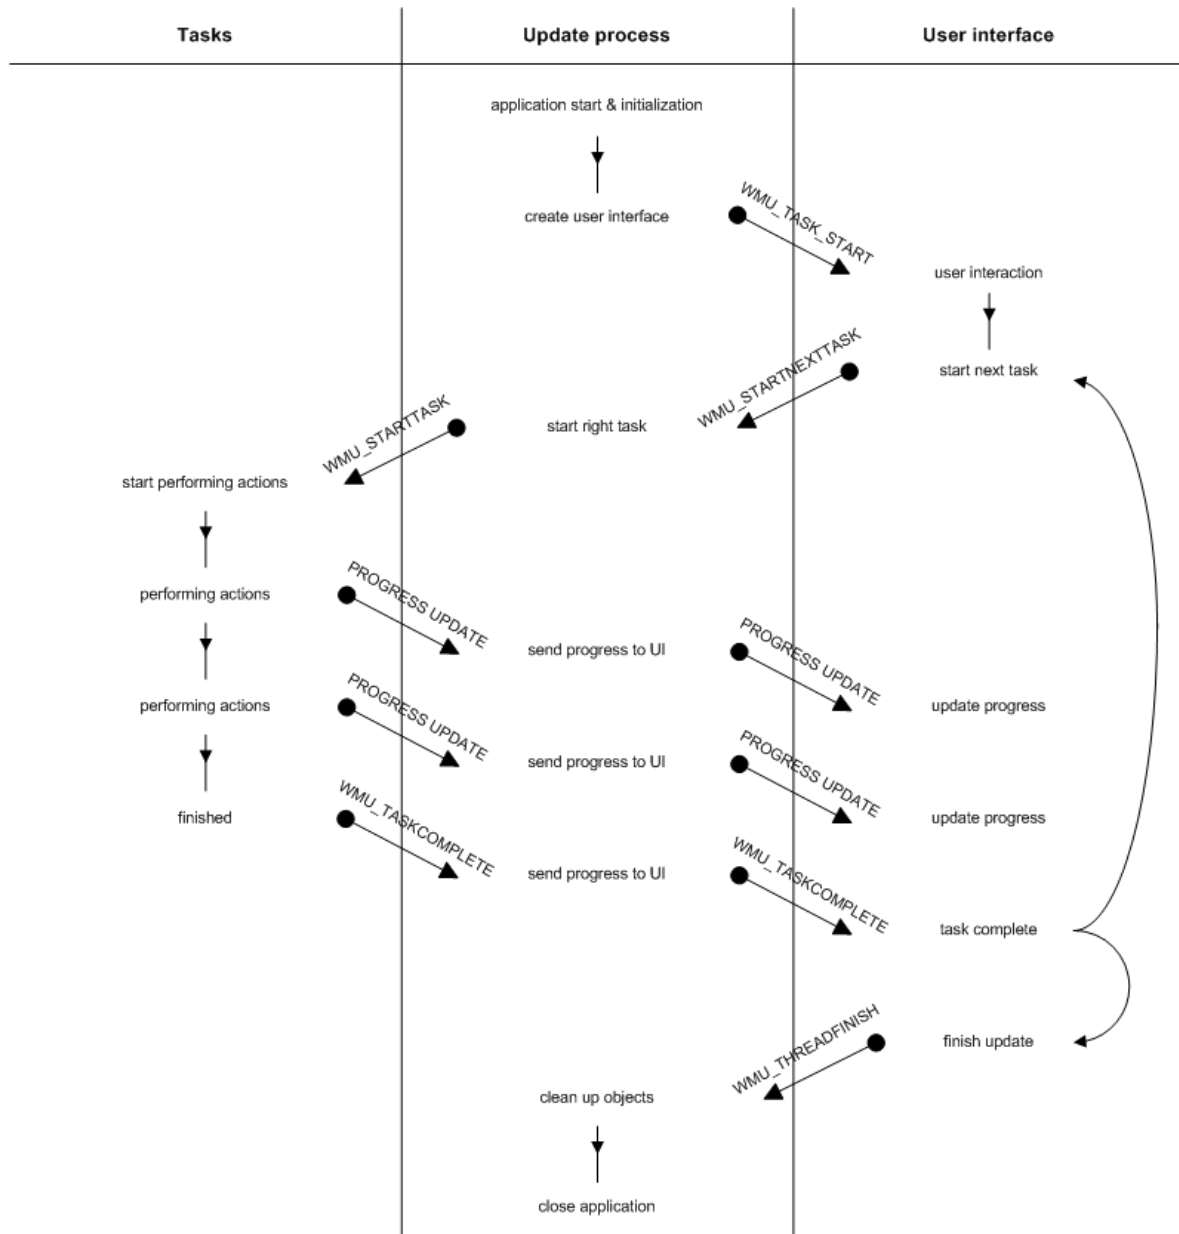 Tasks
Update process
User interface
application start & initialization
WMU_TASK_START
create user interface
user interaction
WMU_STARTNEXTTASK
start next task
WMU_STARTTASK
start right task
start performing actions
PROGRESS UPDATE
performing actions
PROGRESS UPDATE
send progress to UI
PROGRESS UPDATE
performing actions
update progress
PROGRESS UPDATE
send progress to UI
WMU_TASKCOMPLETE
finished
update progress
WMU_TASKCOMPLETE
send progress to UI
task complete
WMU_THREADFINISH
finish update
clean up objects
close application